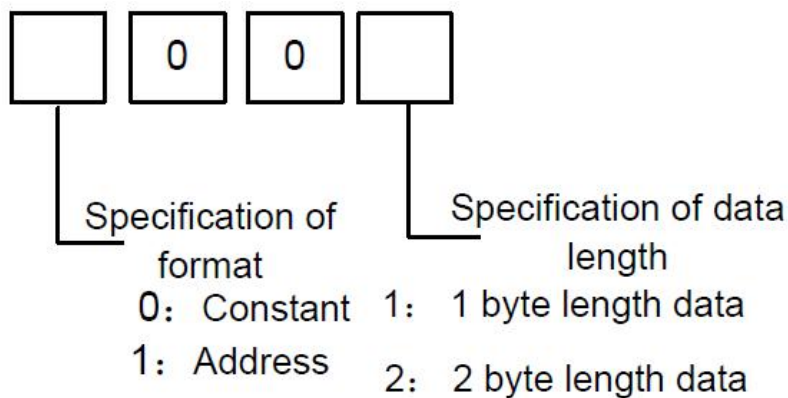 0 0
Specification of format
0： Constant
1： Address
Specification of data length
1： 1 byte length data
2： 2 byte length data